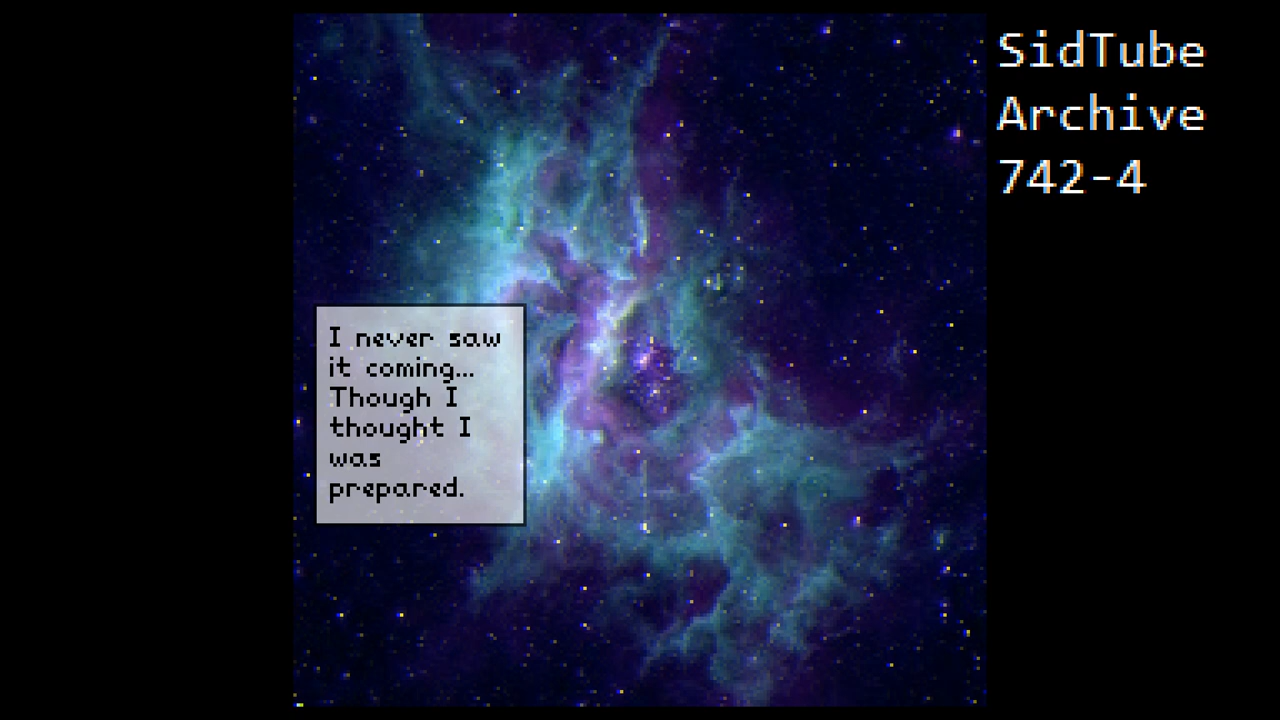 I never saw
it coming...
Though I
thought I
was
prepared.
SidTube
Archive
742-4